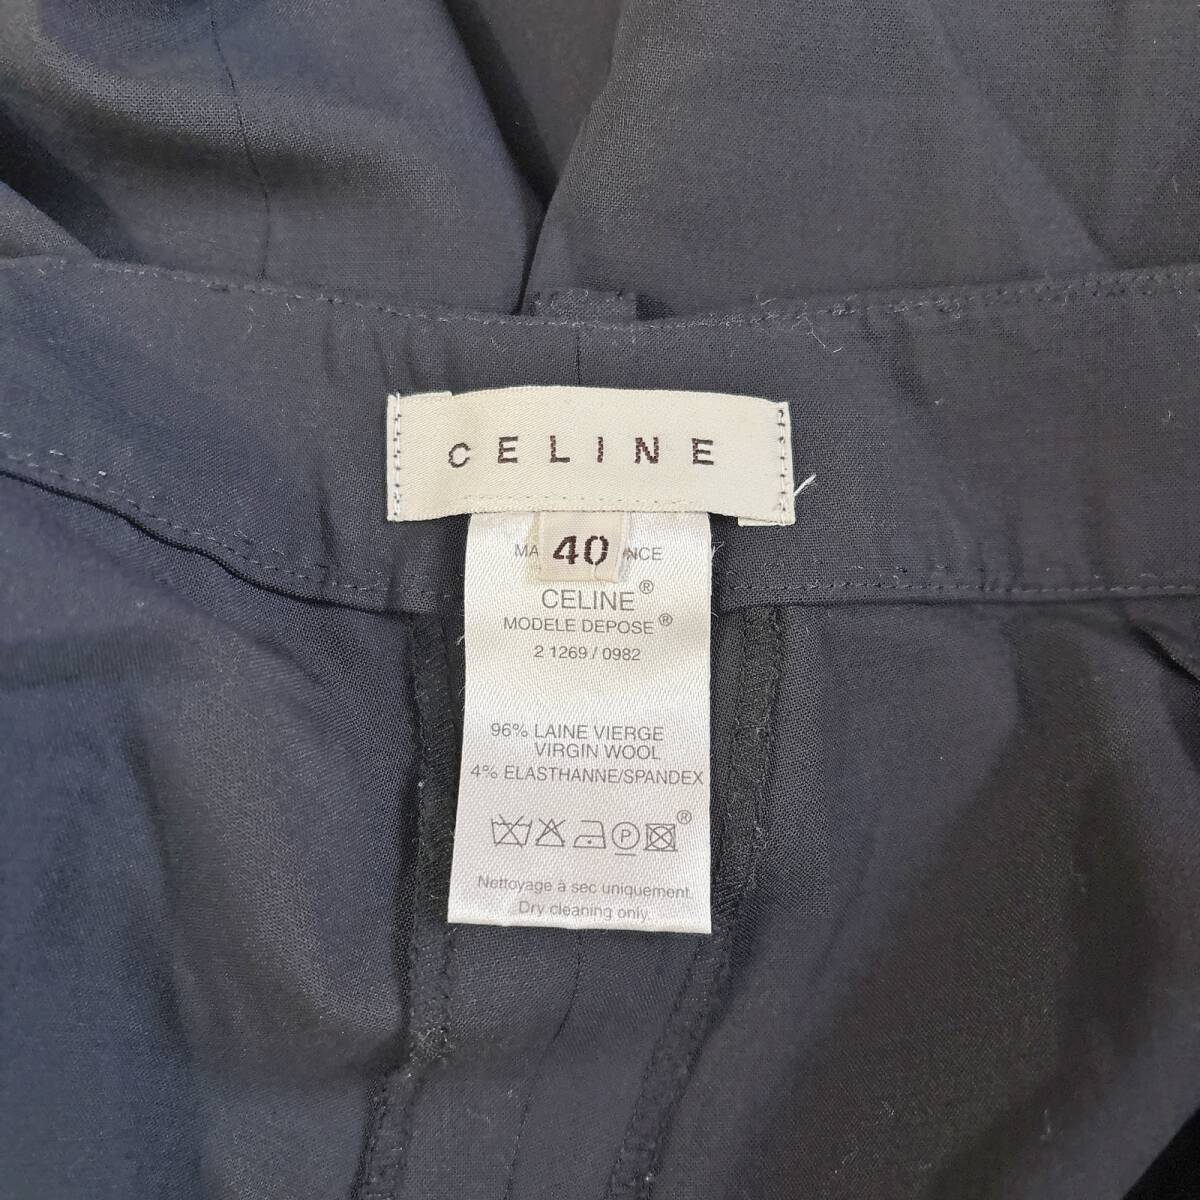 CELINE
40
CELINE®
MODELE DEPOSE®
2 1269 / 0982
96% LAINE VIERGE
VIRGIN WOOL
4% ELASTHANNE/SPANDEX
P ®
Nettoyage à sec uniquement.
Dry cleaning only.